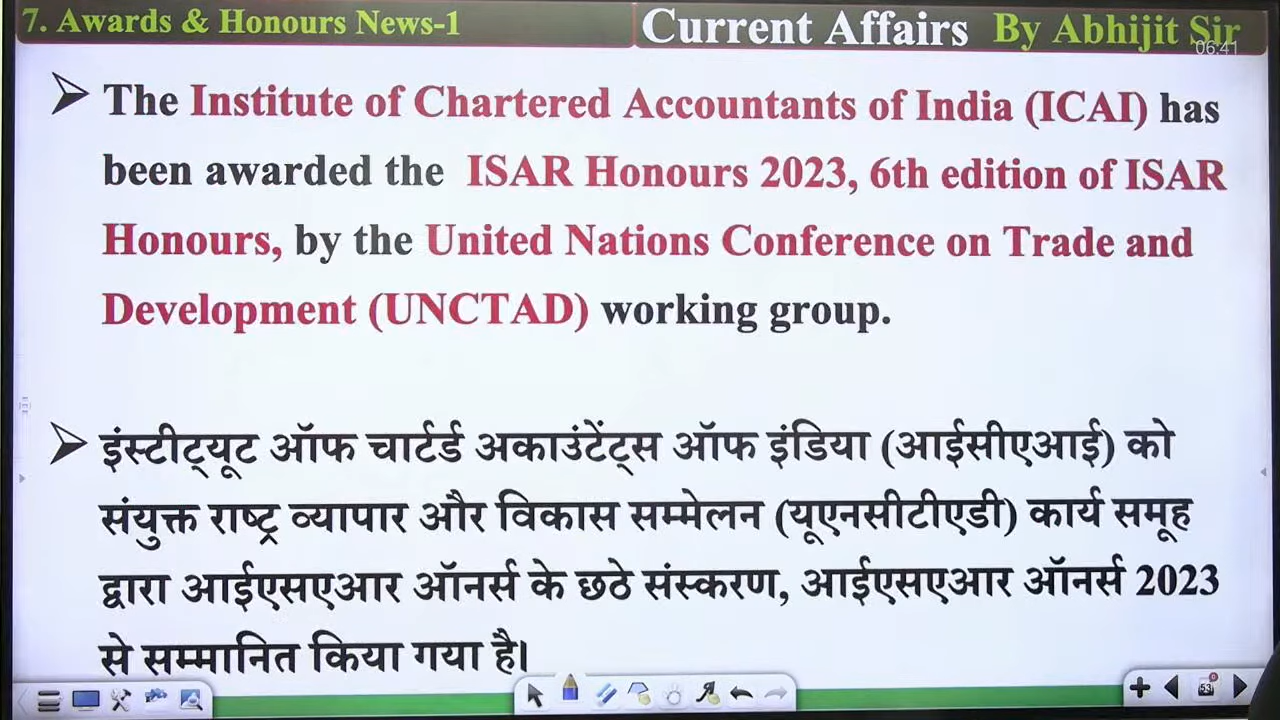 7. Awards & Honours News-1
Current Affairs By Abhijit Sir
06:41
➢ The Institute of Chartered Accountants of India (ICAI) has
been awarded the ISAR Honours 2023, 6th edition of ISAR
Honours, by the United Nations Conference on Trade and
Development (UNCTAD) working group.
➢ इंस्टीट्यूट ऑफ चार्टर्ड अकाउंटेंट्स ऑफ इंडिया (आईसीएआई) को
संयुक्त राष्ट्र व्यापार और विकास सम्मेलन (यूएनसीटीएडी) कार्य समूह
द्वारा आईएसएआर ऑनर्स के छठे संस्करण, आईएसएआर ऑनर्स 2023
से सम्मानित किया गया है।
53